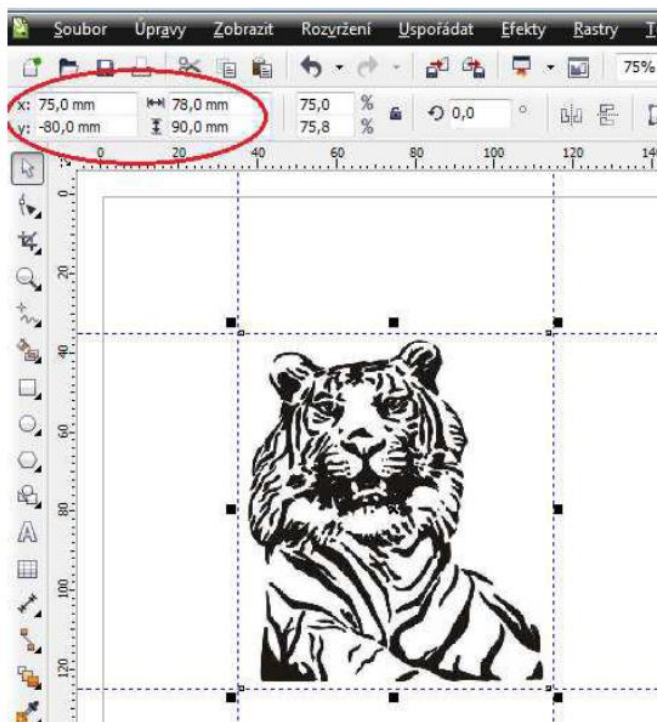 Soubor Úpravy Zobrazit Rozvržení Uspořádat Efekty Rastry T
75%
x: 75,0 mm 78,0 mm 75,0 % 0,0 °
y: -80,0 mm 90,0 mm 75,8 %
0 20 40 60 80 100 120 140
0
20
40
60
80
100
120